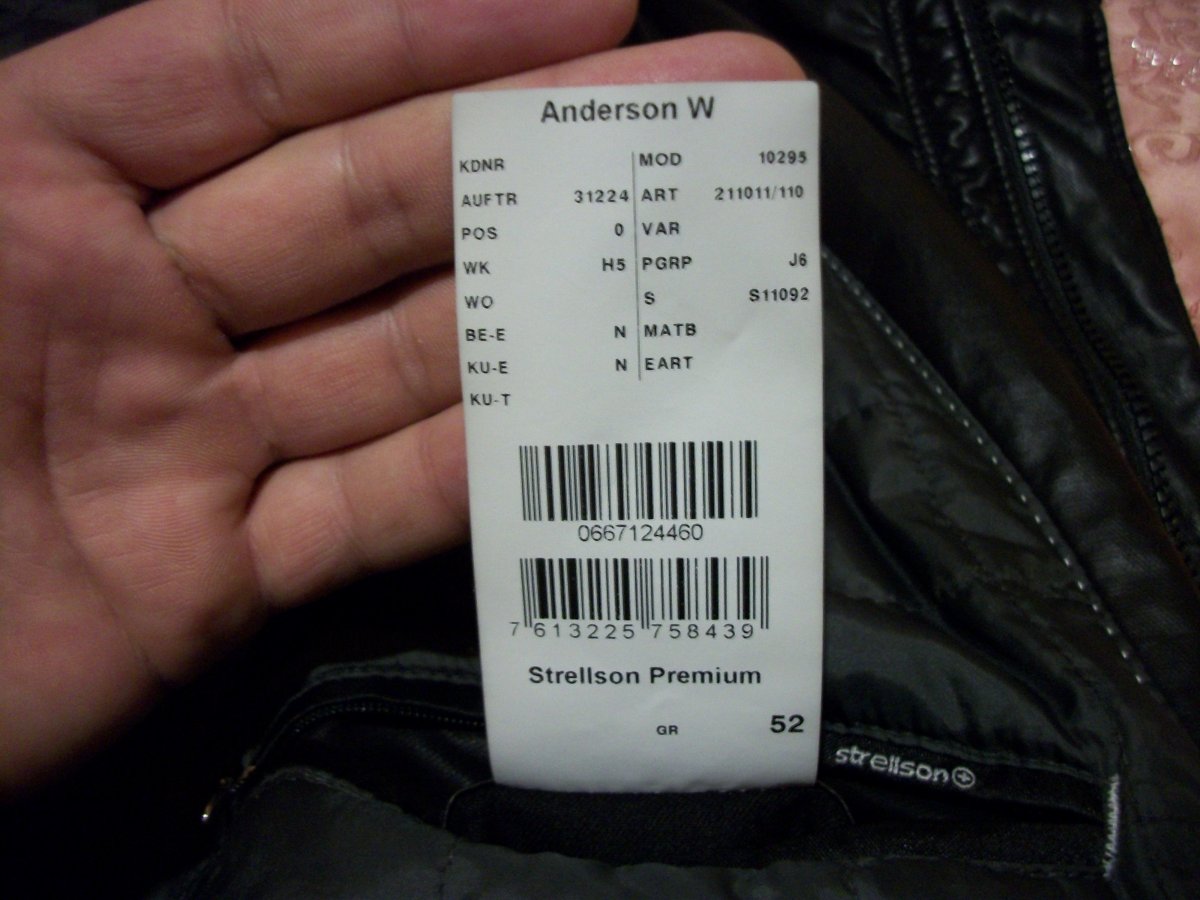 Anderson W
KDNR MOD 10295
AUFTR 31224 ART 211011/110
POS 0 VAR
WK H5 PGRP J6
WO S S11092
BE-E N MATB
KU-E N EART
KU-T
0667124460
7 613225 758439
Strellson Premium
GR 52
strellson